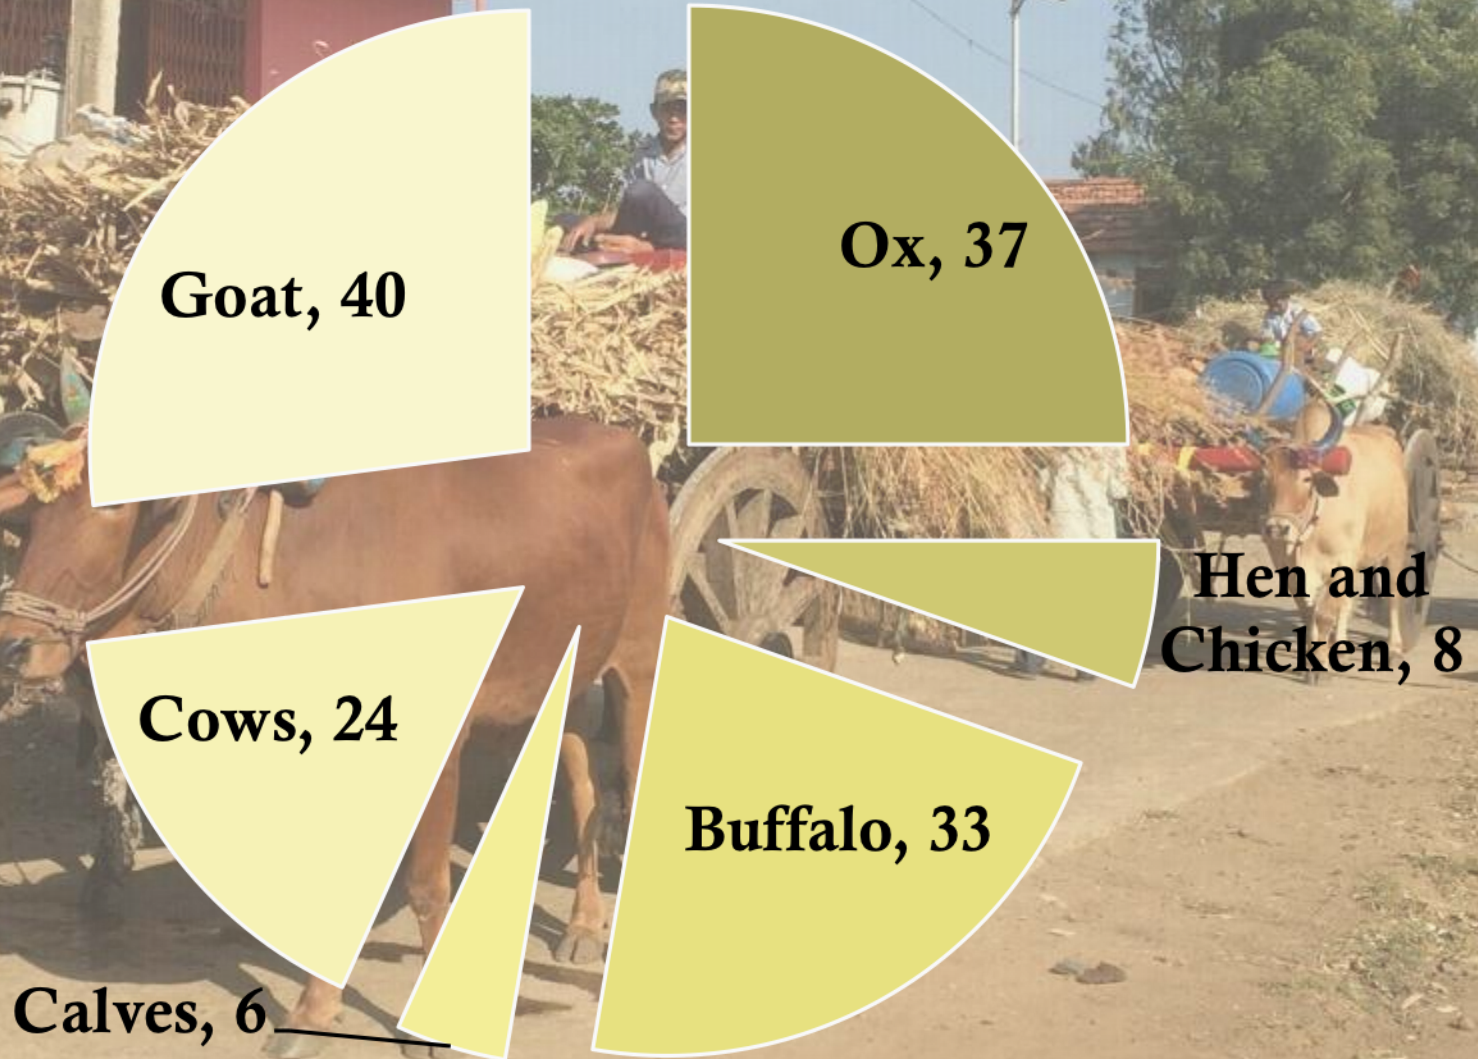 Goat, 40
Ox, 37
Hen and
Chicken, 8
Cows, 24
Buffalo, 33
Calves, 6